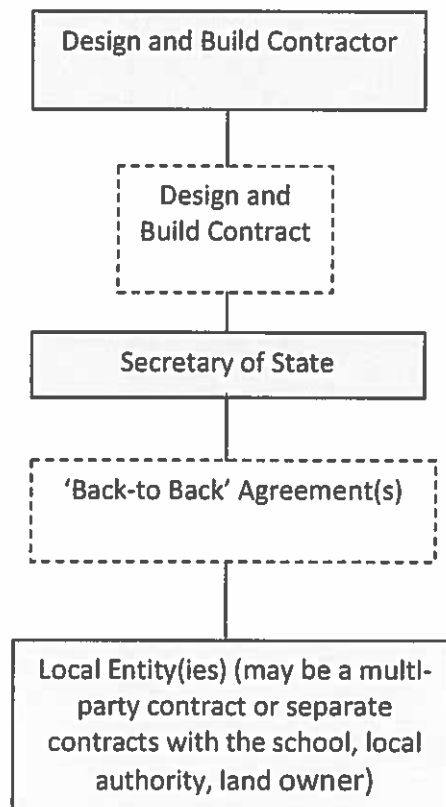 Design and Build Contractor
Design and
Build Contract
Secretary of State
‘Back-to Back’ Agreement(s)
Local Entity(ies) (may be a multi-
party contract or separate
contracts with the school, local
authority, land owner)